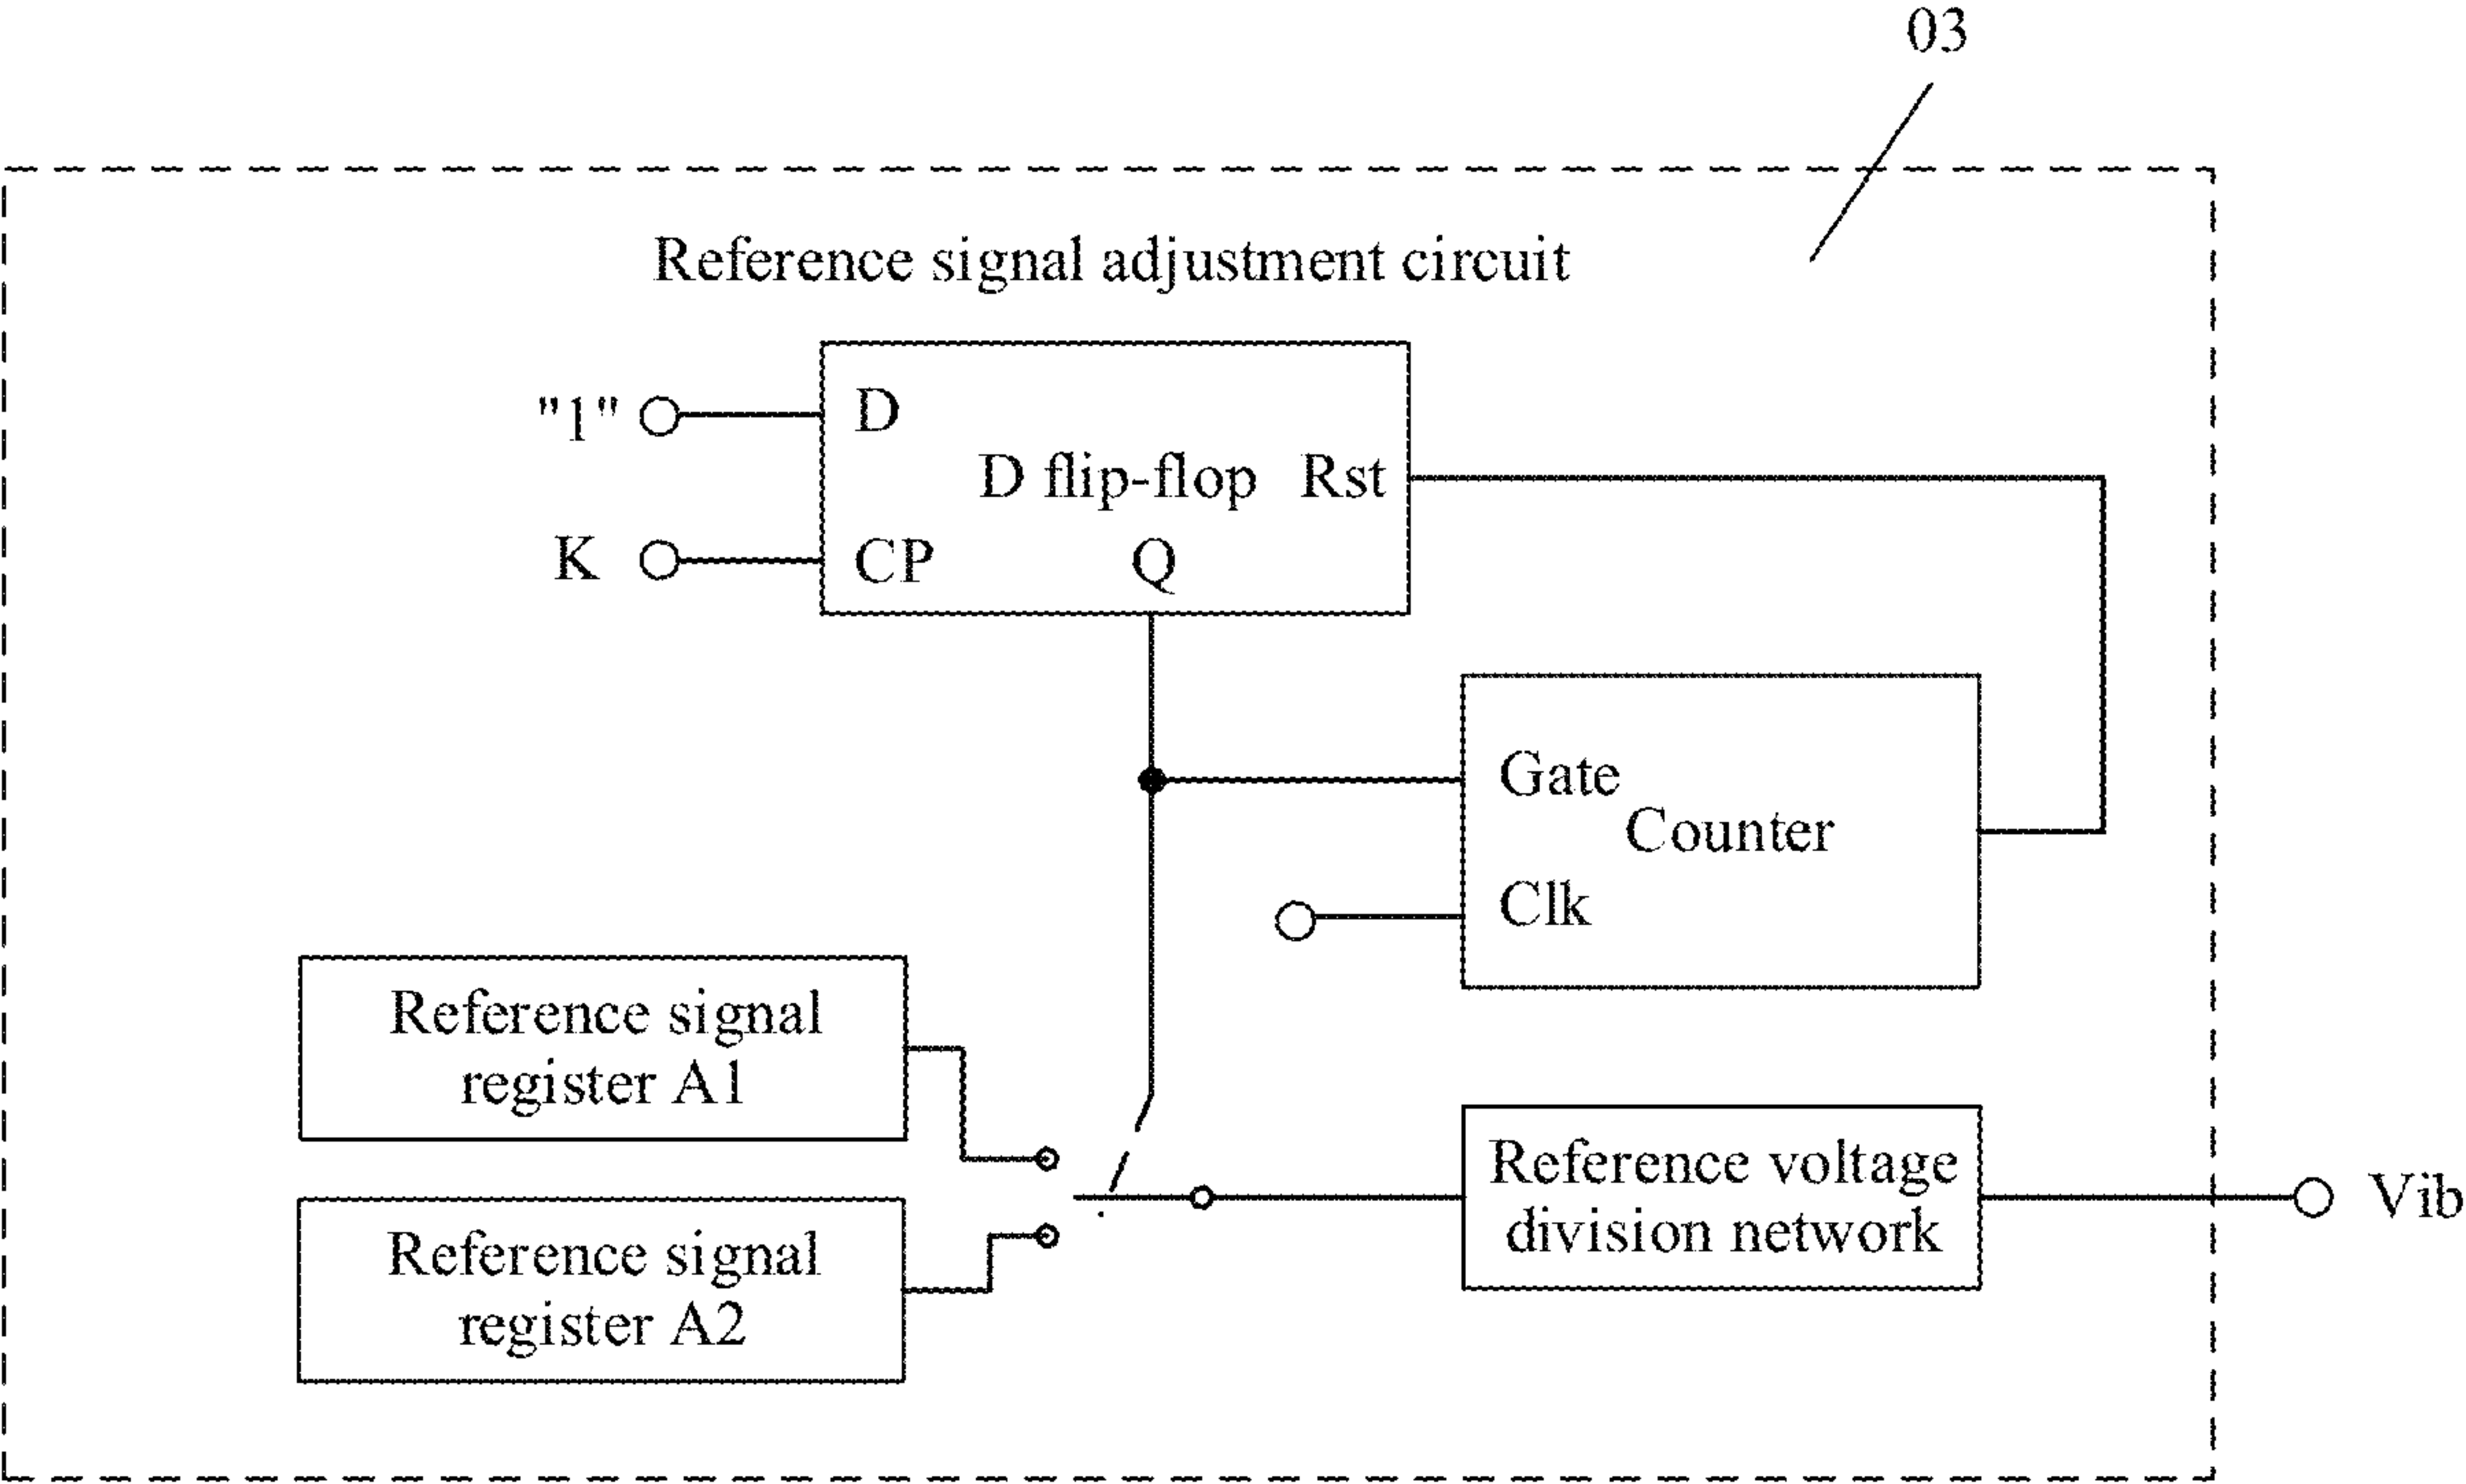 03
Reference signal adjustment circuit
"1"
D
D flip-flop
Rst
K
CP
Q
Gate
Counter
Clk
Reference signal
register A1
Reference signal
register A2
Reference voltage
division network
Vib